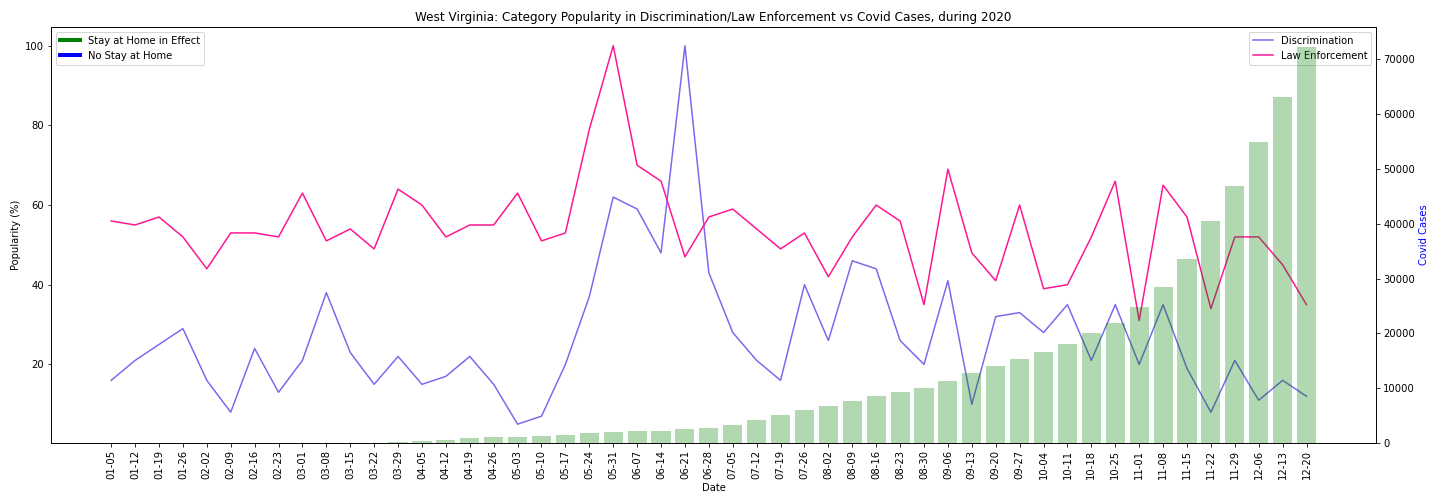 West Virginia: Category Popularity in Discrimination/Law Enforcement vs Covid Cases, during 2020
Stay at Home in Effect
No Stay at Home
Discrimination
Law Enforcement
Popularity (%)
100
80
60
40
20
70000
60000
50000
40000
30000
20000
10000
0
Covid Cases
01-05 01-12 01-19 01-26 02-02 02-09 02-16 02-23 03-01 03-08 03-15 03-22 03-29 04-05 04-12 04-19 04-26 05-03 05-10 05-17 05-24 05-31 06-07 06-14 06-21 06-28 07-05 07-12 07-19 07-26 08-02 08-09 08-16 08-23 08-30 09-06 09-13 09-20 09-27 10-04 10-11 10-18 10-25 11-01 11-08 11-15 11-22 11-29 12-06 12-13 12-20
Date